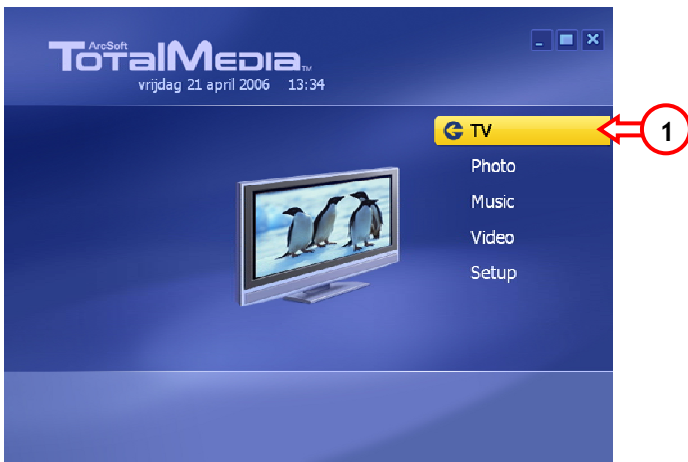 ArcSoft
TOTALMEDIA™
vrijdag 21 april 2006 13:34
TV
1
Photo
Music
Video
Setup